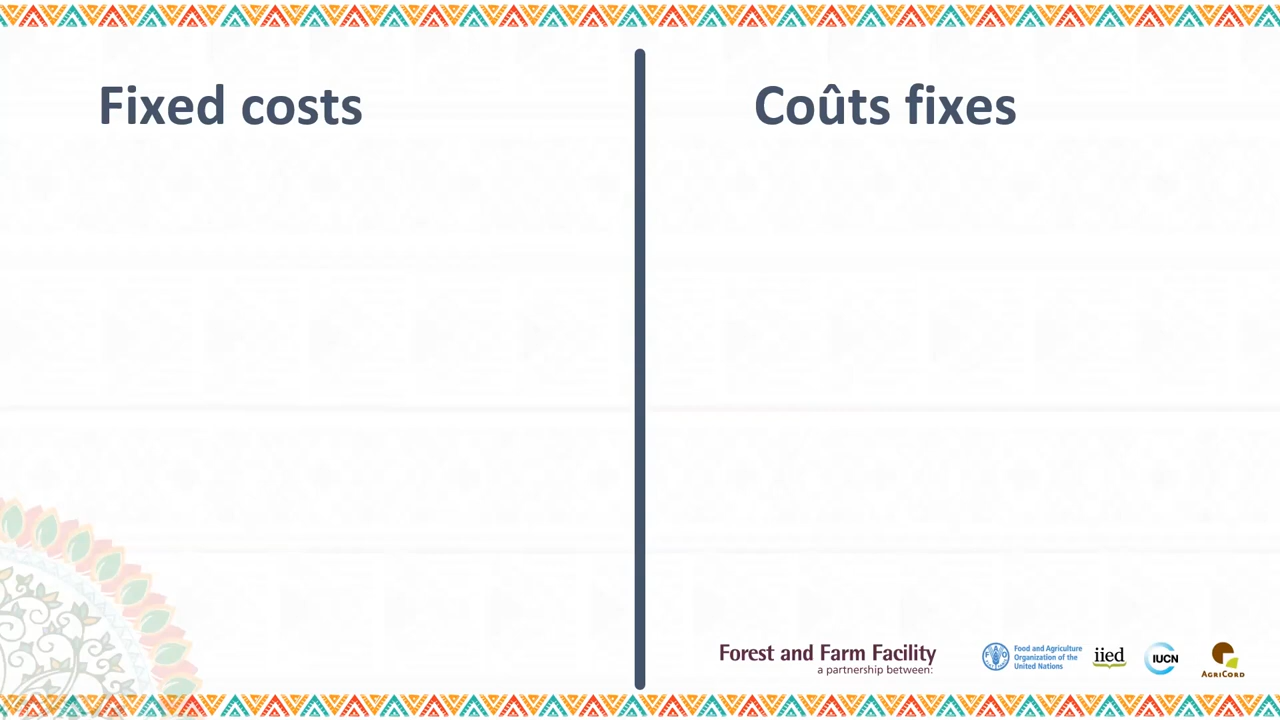 Fixed costs
Coûts fixes
Forest and Farm Facility
a partnership between:
FAO
Food and Agriculture
Organization of the
United Nations
iied
IUCN
AGRICORD